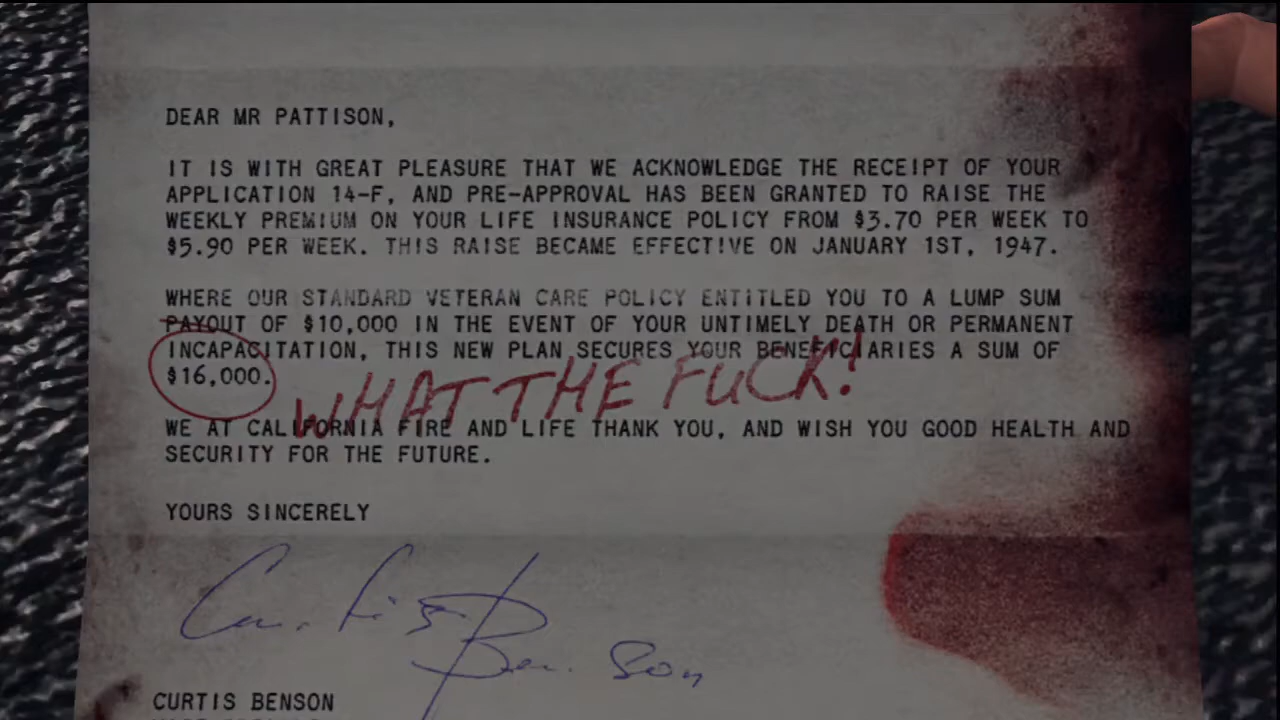 DEAR MR PATTISON,
IT IS WITH GREAT PLEASURE THAT WE ACKNOWLEDGE THE RECEIPT OF YOUR
APPLICATION 14-F, AND PRE-APPROVAL HAS BEEN GRANTED TO RAISE THE
WEEKLY PREMIUM ON YOUR LIFE INSURANCE POLICY FROM $3.70 PER WEEK TO
$5.90 PER WEEK. THIS RAISE BECAME EFFECTIVE ON JANUARY 1ST, 1947.
WHERE OUR STANDARD VETERAN CARE POLICY ENTITLED YOU TO A LUMP SUM
PAYOUT OF $10,000 IN THE EVENT OF YOUR UNTIMELY DEATH OR PERMANENT
INCAPACITATION, THIS NEW PLAN SECURES YOUR BENEFICIARIES A SUM OF
$16,000.
WHAT THE FUCK!
WE AT CALIFORNIA FIRE AND LIFE THANK YOU, AND WISH YOU GOOD HEALTH AND
SECURITY FOR THE FUTURE.
YOURS SINCERELY
Curtis Benson
CURTIS BENSON